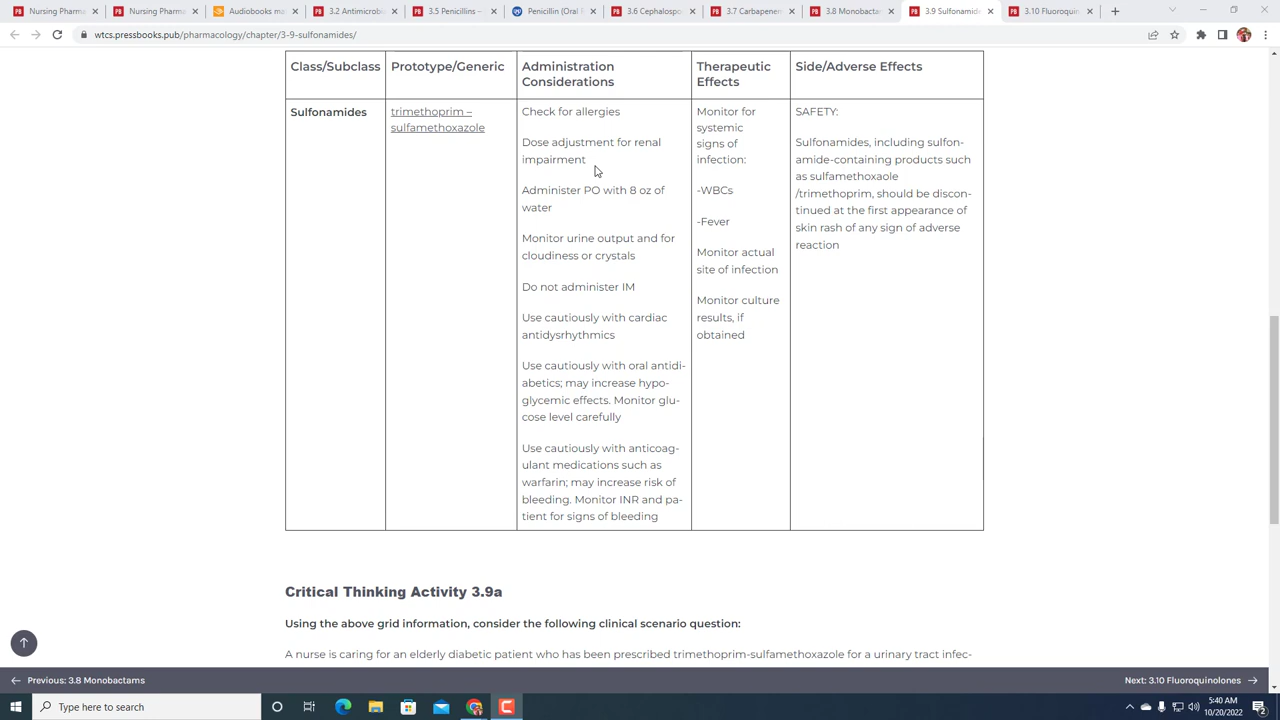 Nursing Pharma
Nursing Pharma
Audiobooks ma
3.2 Antimicrobi
3.5 Penicillins –
Penicillin (Oral R
3.6 Cephalospo
3.7 Carbapenem
3.8 Monobactam
3.9 Sulfonamide
3.10 Fluoroquin
wtcs.pressbooks.pub/pharmacology/chapter/3-9-sulfonamides/
Class/Subclass
Prototype/Generic
Administration
Considerations
Therapeutic
Effects
Side/Adverse Effects
Sulfonamides
trimethoprim –
sulfamethoxazole
Check for allergies
Dose adjustment for renal
impairment
Administer PO with 8 oz of
water
Monitor urine output and for
cloudiness or crystals
Do not administer IM
Use cautiously with cardiac
antidysrhythmics
Use cautiously with oral antidi-
abetics; may increase hypo-
glycemic effects. Monitor glu-
cose level carefully
Use cautiously with anticoag-
ulant medications such as
warfarin; may increase risk of
bleeding. Monitor INR and pa-
tient for signs of bleeding
Monitor for
systemic
signs of
infection:
-WBCs
-Fever
Monitor actual
site of infection
Monitor culture
results, if
obtained
SAFETY:
Sulfonamides, including sulfon-
amide-containing products such
as sulfamethoxaole
/trimethoprim, should be discon-
tinued at the first appearance of
skin rash of any sign of adverse
reaction
Critical Thinking Activity 3.9a
Using the above grid information, consider the following clinical scenario question:
A nurse is caring for an elderly diabetic patient who has been prescribed trimethoprim-sulfamethoxazole for a urinary tract infec-
Previous: 3.8 Monobactams
Next: 3.10 Fluoroquinolones
Type here to search
5:40 AM
10/20/2022
2